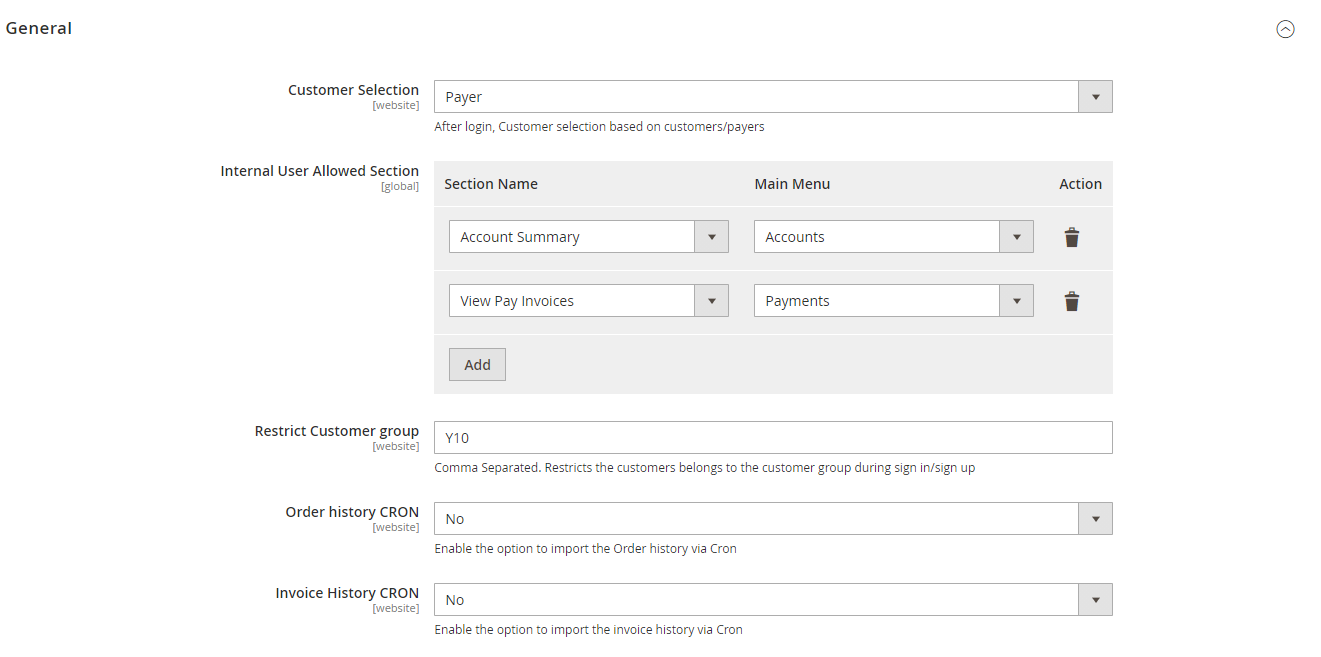 General
Customer Selection
[website]
Payer
After login, Customer selection based on customers/payers
Internal User Allowed Section
[global]
Section Name Main Menu Action
Account Summary Accounts
View Pay Invoices Payments
Add
Restrict Customer group
[website]
Y10
Comma Separated. Restricts the customers belongs to the customer group during sign in/sign up
Order history CRON
[website]
No
Enable the option to import the Order history via Cron
Invoice History CRON
[website]
No
Enable the option to import the invoice history via Cron